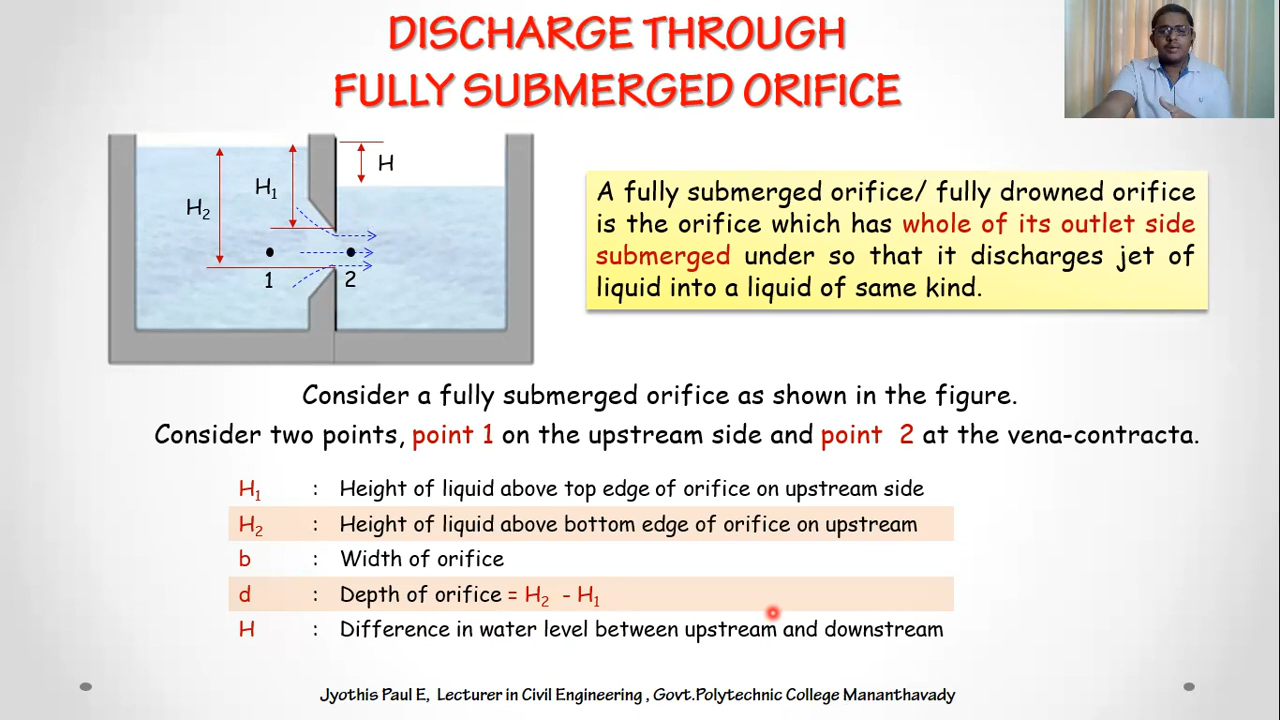 DISCHARGE THROUGH
FULLY SUBMERGED ORIFICE
H
H₁
H₂
1
2
A fully submerged orifice/ fully drowned orifice
is the orifice which has whole of its outlet side
submerged under so that it discharges jet of
liquid into a liquid of same kind.
Consider a fully submerged orifice as shown in the figure.
Consider two points, point 1 on the upstream side and point 2 at the vena-contracta.
H₁ : Height of liquid above top edge of orifice on upstream side
H₂ : Height of liquid above bottom edge of orifice on upstream
b : Width of orifice
d : Depth of orifice = H₂ - H₁
H : Difference in water level between upstream and downstream
Jyothis Paul E, Lecturer in Civil Engineering , Govt.Polytechnic College Mananthavady